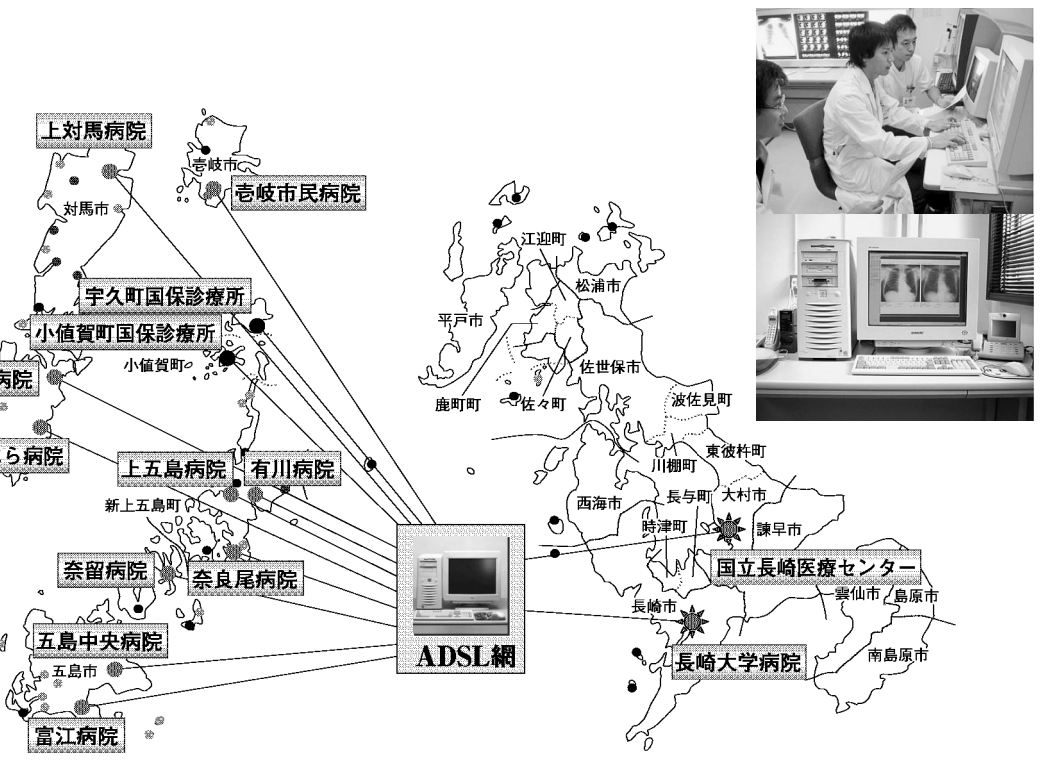 上対馬病院
壱岐市
壱岐市民病院
対馬市
江迎町
松浦市
宇久町国保診療所
平戸市
小値賀町国保診療所
小値賀町
佐世保市
病院
鹿町町
佐々町
波佐見町
ら病院
上五島病院
有川病院
東彼杵町
川棚町
新上五島町
西海市
長与町
大村市
時津町
諫早市
奈留病院
奈良尾病院
国立長崎医療センター
雲仙市
島原市
長崎市
五島中央病院
五島市
ADSL網
長崎大学病院
南島原市
富江病院